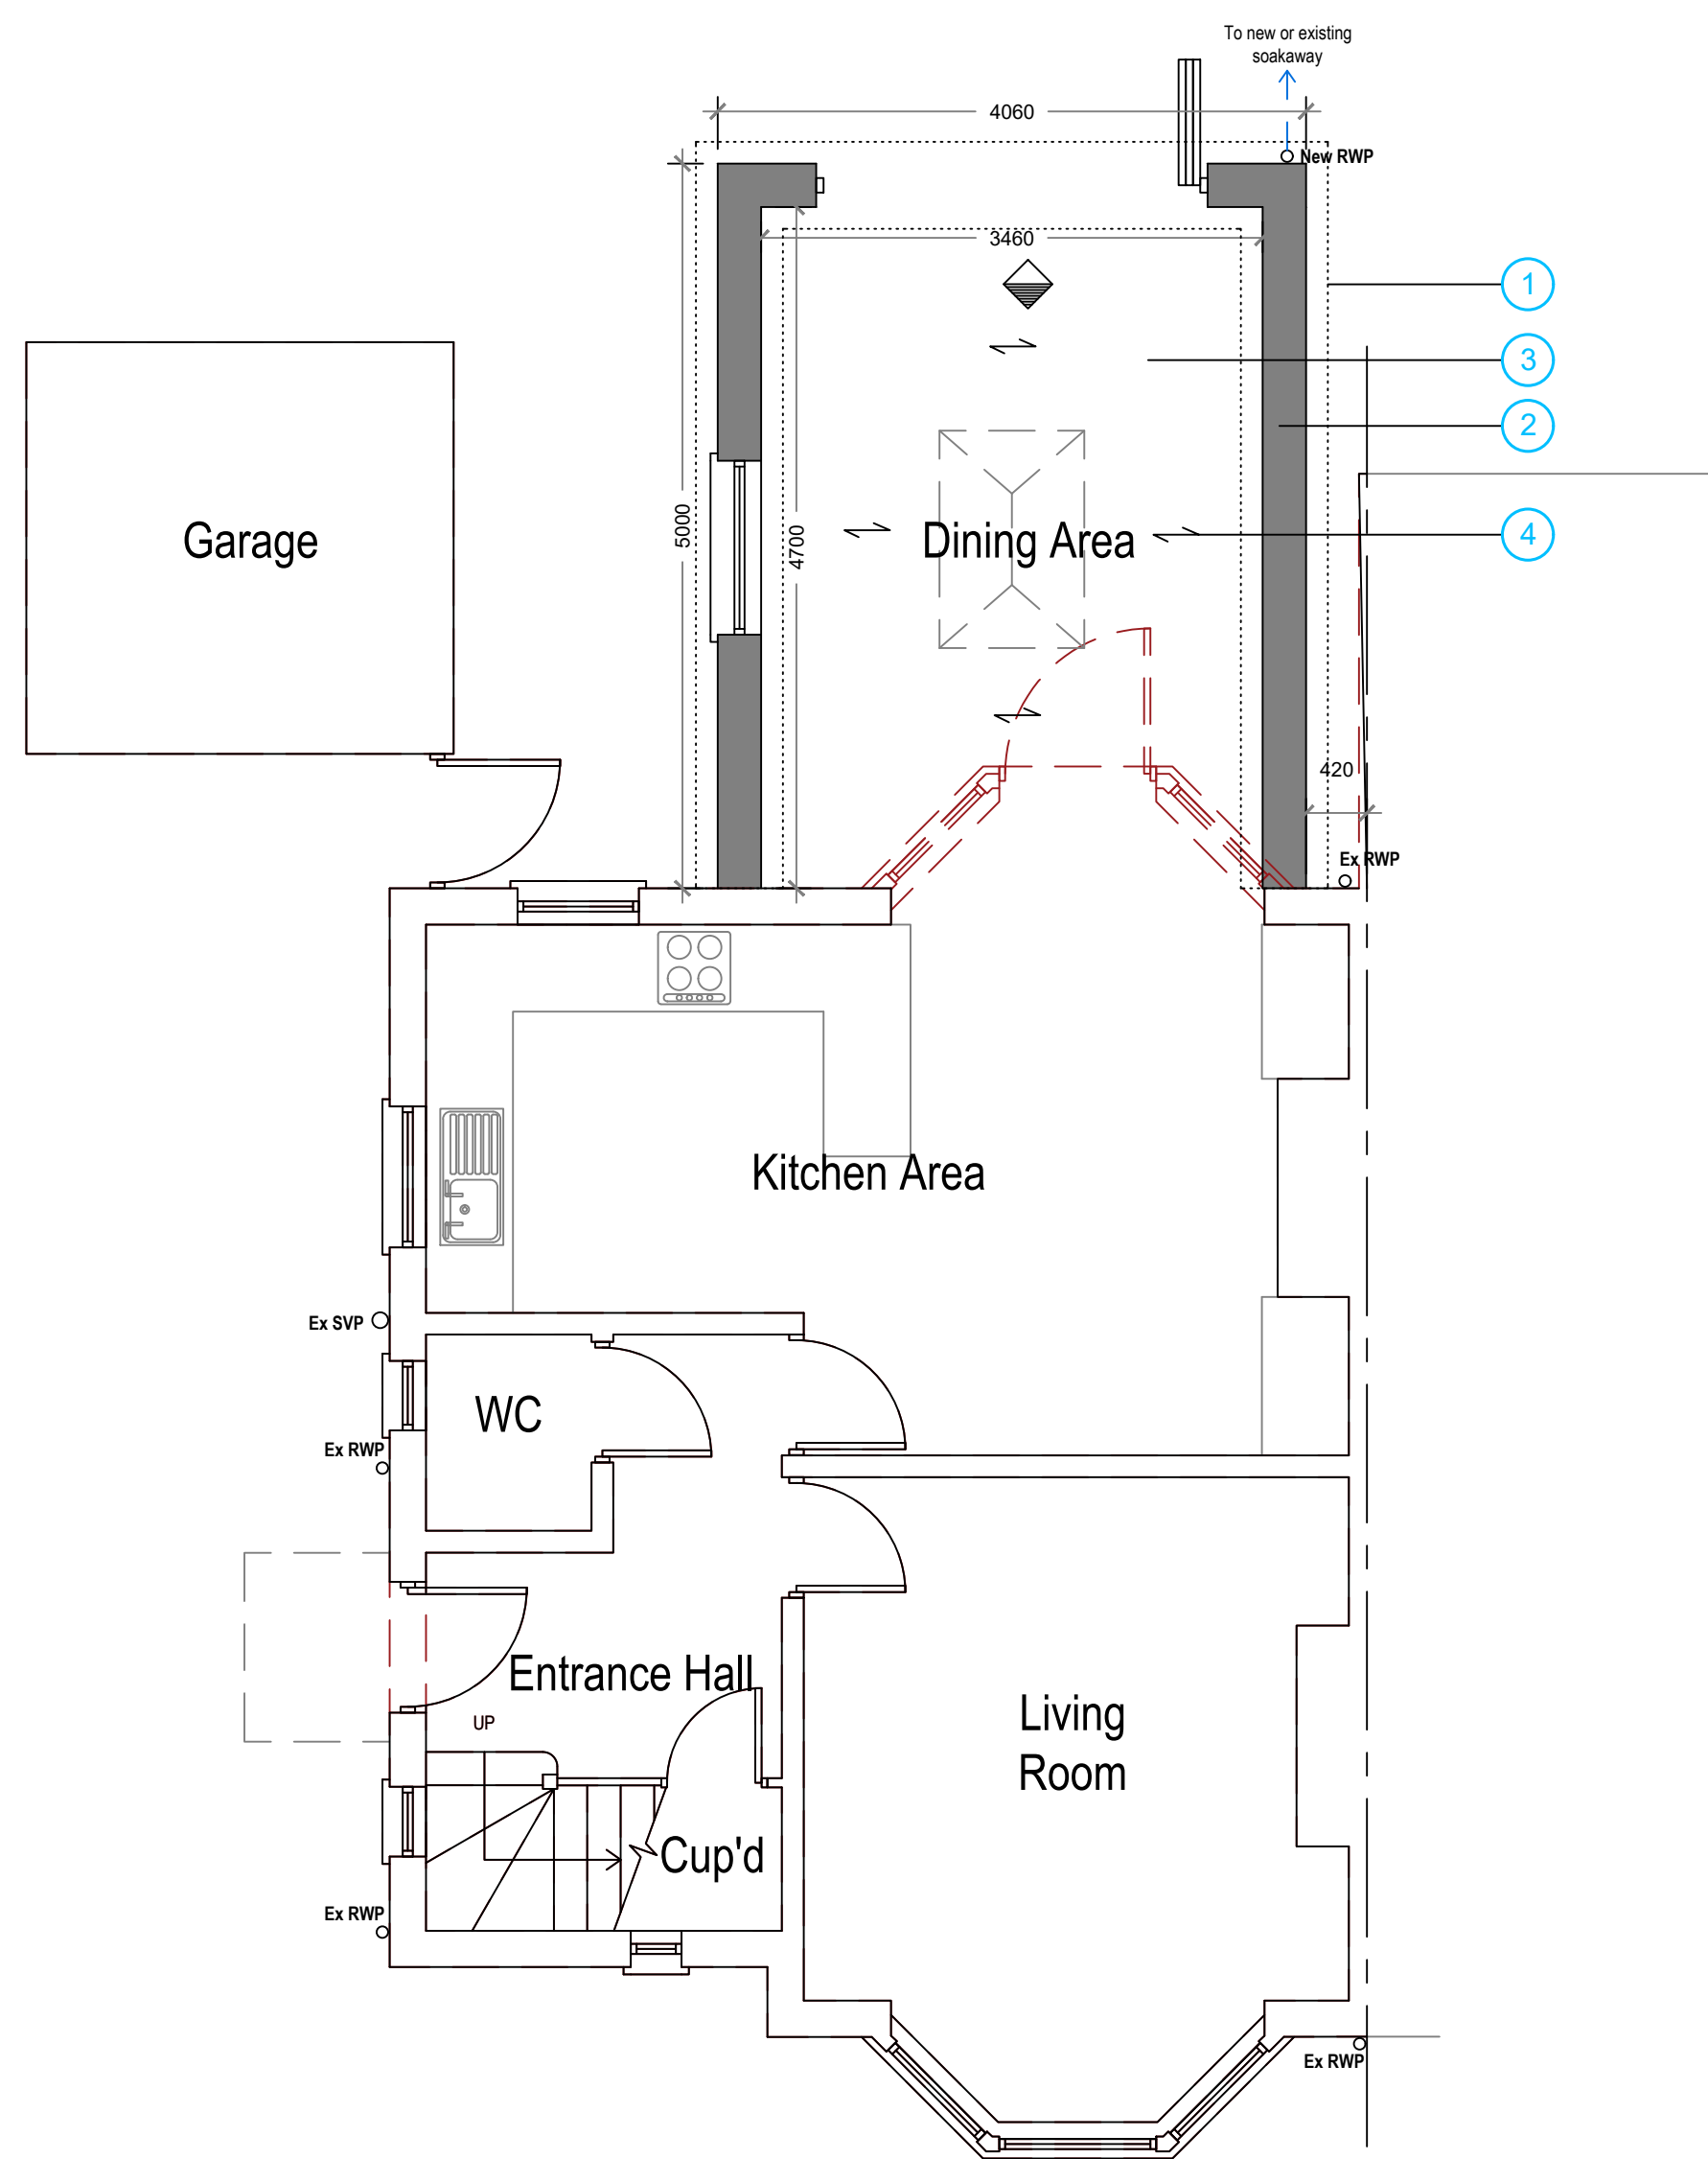 To new or existing
soakaway
4060
New RWP
3460
1
3
2
4
Garage
5000
4700
Dining Area
420
Ex RWP
Kitchen Area
Ex SVP
WC
Ex RWP
Entrance Hall
UP
Living
Room
Cup'd
Ex RWP
Ex RWP